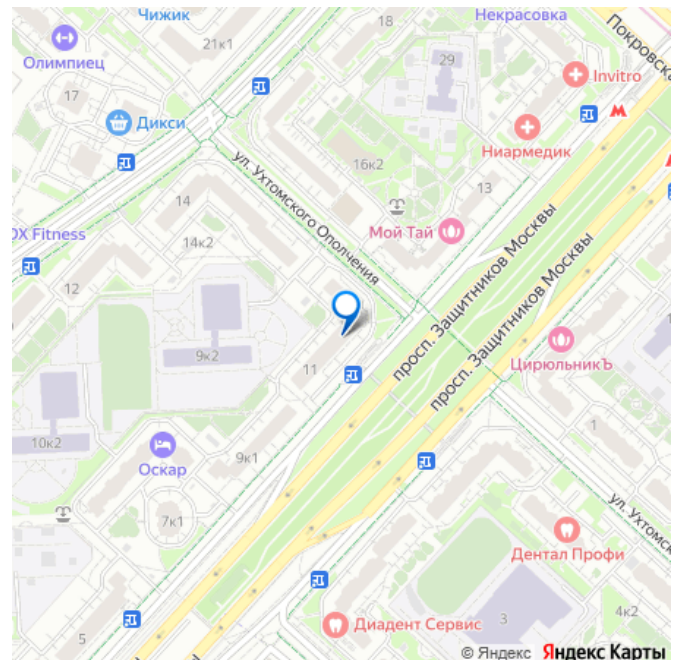 Чижик
18
Некрасовка
Олимпиец
21к1
Покровска
29
Invitro
17
Дикси
Ниармедик
16к2
ул. Ухтомского Ополчения
13
14
Мой Тай
OX Fitness
14к2
просп. Защитников Москвы
просп. Защитников Москвы
12
9к2
ЦирюльникЪ
11
1
10к2
9к1
Оскар
7к1
ул. Ухтомск
Дентал Профи
Диадент Сервис
3
4к2
5
© Яндекс Яндекс Карты